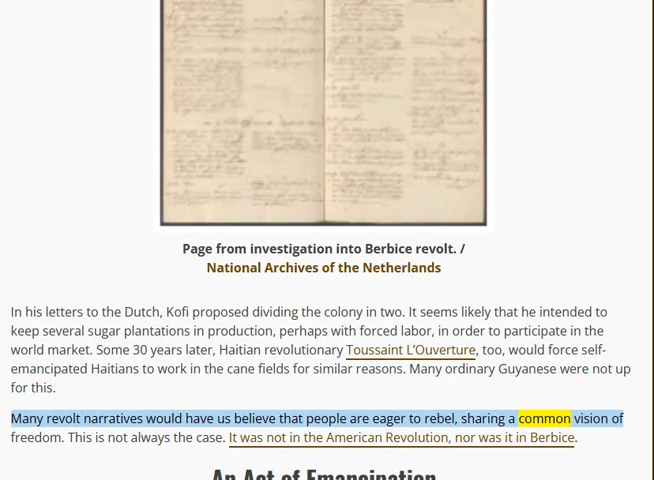 Page from investigation into Berbice revolt. /
National Archives of the Netherlands
In his letters to the Dutch, Kofi proposed dividing the colony in two. It seems likely that he intended to
keep several sugar plantations in production, perhaps with forced labor, in order to participate in the
world market. Some 30 years later, Haitian revolutionary Toussaint L’Ouverture, too, would force self-
emancipated Haitians to work in the cane fields for similar reasons. Many ordinary Guyanese were not up
for this.
Many revolt narratives would have us believe that people are eager to rebel, sharing a common vision of
freedom. This is not always the case. It was not in the American Revolution, nor was it in Berbice.
An Act of Emancipation